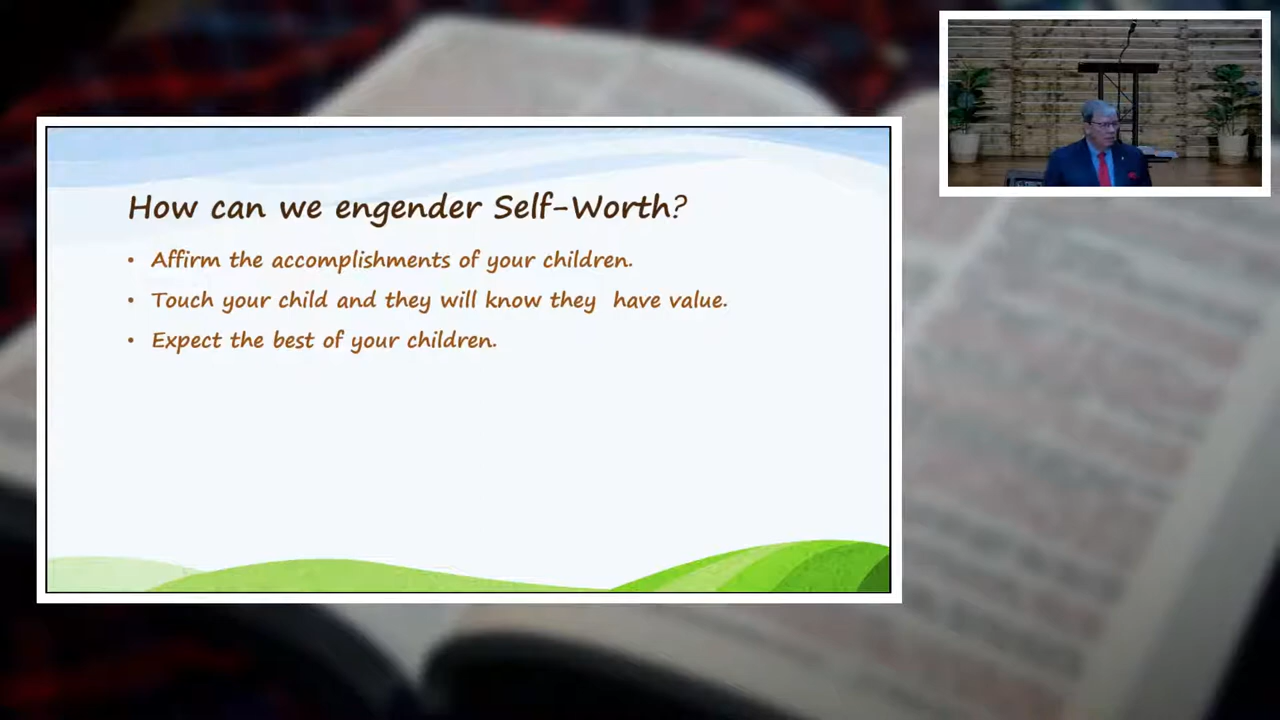 How can we engender Self-Worth?
• Affirm the accomplishments of your children.
• Touch your child and they will know they  have value.
• Expect the best of your children.